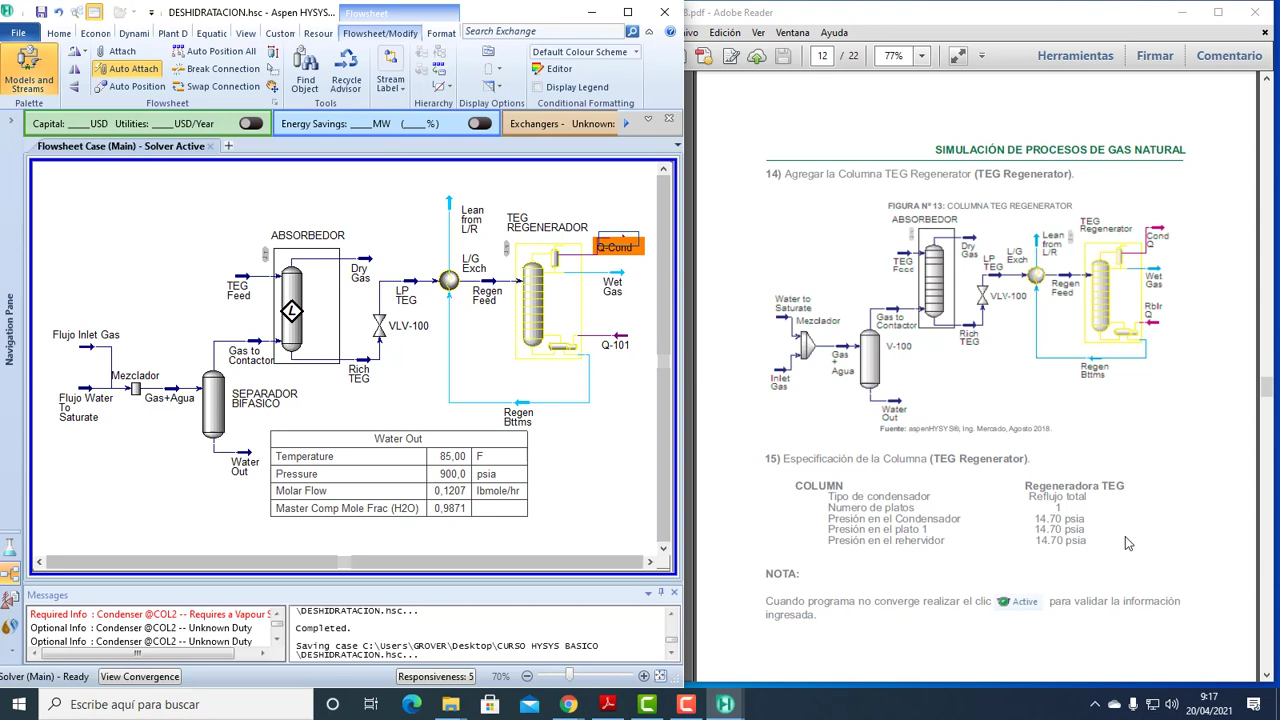 DESHIDRATACION.hsc - Aspen HYSYS
Flowsheet
File
Home
Econor
Dynami
Plant D
Equatic
View
Custom
Resour
Flowsheet/Modify
Format
Search Exchange
Models and
Streams
Palette
Attach
Auto Attach
Auto Position
Auto Position All
Break Connection
Swap Connection
Flowsheet
Find
Object
Recycle
Advisor
Tools
Stream
Label
Hierarchy
Display Options
Default Colour Scheme
Editor
Display Legend
Conditional Formatting
Capital: ____USD Utilities: ____USD/Year
Energy Savings: ____MW (____%)
Exchangers - Unknown:
Flowsheet Case (Main) - Solver Active
Navigation Pane
Lean
from
L/R
TEG
REGENERADOR
Q-Cond
ABSORBEDOR
Dry
Gas
L/G
Exch
TEG
Feed
LP
TEG
Regen
Feed
Wet
Gas
VLV-100
Q-101
Flujo Inlet Gas
Gas to
Contactor
Rich
TEG
Mezclador
Flujo Water
To
Saturate
Gas+Agua
SEPARADOR
BIFASICO
Regen
Bttms
Water
Out
Water Out
Temperature 85,00 F
Pressure 900,0 psia
Molar Flow 0,1207 lbmole/hr
Master Comp Mole Frac (H2O) 0,9871
Messages
Required Info : Condenser @COL2 -- Requires a Vapour S
Optional Info : Condenser @COL2 -- Unknown Duty
Optional Info : Condenser @COL2 -- Unknown Duty
\DESHIDRATACION.hsc...
Completed.
Saving case C:\Users\GROVER\Desktop\CURSO HYSYS BASICO
\DESHIDRATACION.hsc...
Solver (Main) - Ready
View Convergence
Responsiveness: 5
70%
8.pdf - Adobe Reader
ivo
Edición
Ver
Ventana
Ayuda
12 / 22
77%
Herramientas
Firmar
Comentario
SIMULACIÓN DE PROCESOS DE GAS NATURAL
14) Agregar la Columna TEG Regenerator (TEG Regenerator).
FIGURA Nº 13: COLUMNA TEG REGENERATOR
ABSORBEDOR
TEG
Regenerator
Cond
Q
Lean
from
L/R
Dry
Gas
L/G
Exch
TEG
Feed
LP
TEG
Regen
Feed
Wet
Gas
Water to
Saturate
Mezclador
Gas to
Contactor
VLV-100
Rblr
Q
Rich
TEG
V-100
Gas
+
Agua
Inlet
Gas
Regen
Bttms
Water
Out
Fuente: aspenHYSYS®, Ing. Mercado, Agosto 2018.
15) Especificación de la Columna (TEG Regenerator).
COLUMN Regeneradora TEG
Tipo de condensador Reflujo total
Numero de platos 1
Presión en el Condensador 14.70 psia
Presión en el plato 1 14.70 psia
Presión en el rehervidor 14.70 psia
NOTA:
Cuando programa no converge realizar el clic Active para validar la información
ingresada.
Escribe aquí para buscar
9:17
20/04/2021